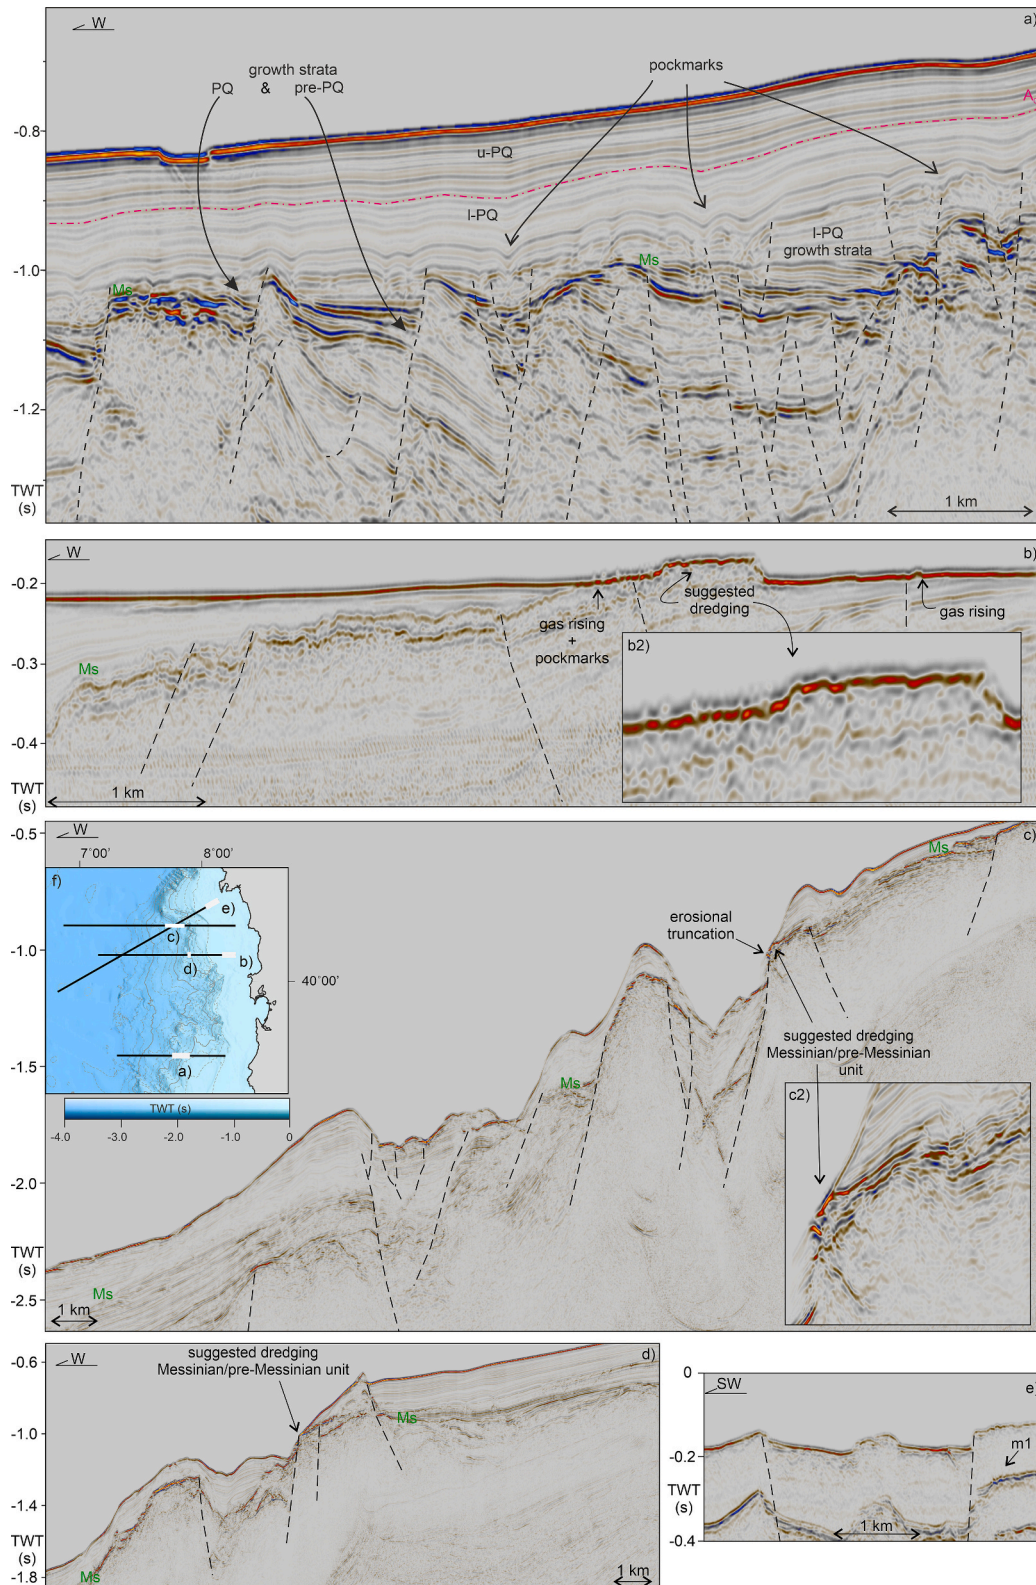 W
a)
growth strata
PQ & pre-PQ
pockmarks
A
-0.8
u-PQ
l-PQ
l-PQ
growth strata
-1.0
Ms
Ms
-1.2
TWT
(s)
1 km
W
b)
-0.2
suggested
dredging
gas rising
+
pockmarks
gas rising
b2)
Ms
-0.3
-0.4
TWT
(s)
1 km
-0.5
W
c)
Ms
7°00'
8°00'
f)
e)
c)
d)
b)
40°00'
a)
TWT (s)
-4.0
-3.0
-2.0
-1.0
0
erosional
truncation
-1.0
suggested dredging
Messinian/pre-Messinian
unit
-1.5
Ms
c2)
-2.0
TWT
(s)
Ms
-2.5
1 km
-0.6
W
suggested dredging
Messinian/pre-Messinian unit
d)
Ms
-1.0
-1.4
TWT
(s)
-1.8
Ms
1 km
0
SW
e)
m1
-0.2
TWT
(s)
1 km
-0.4